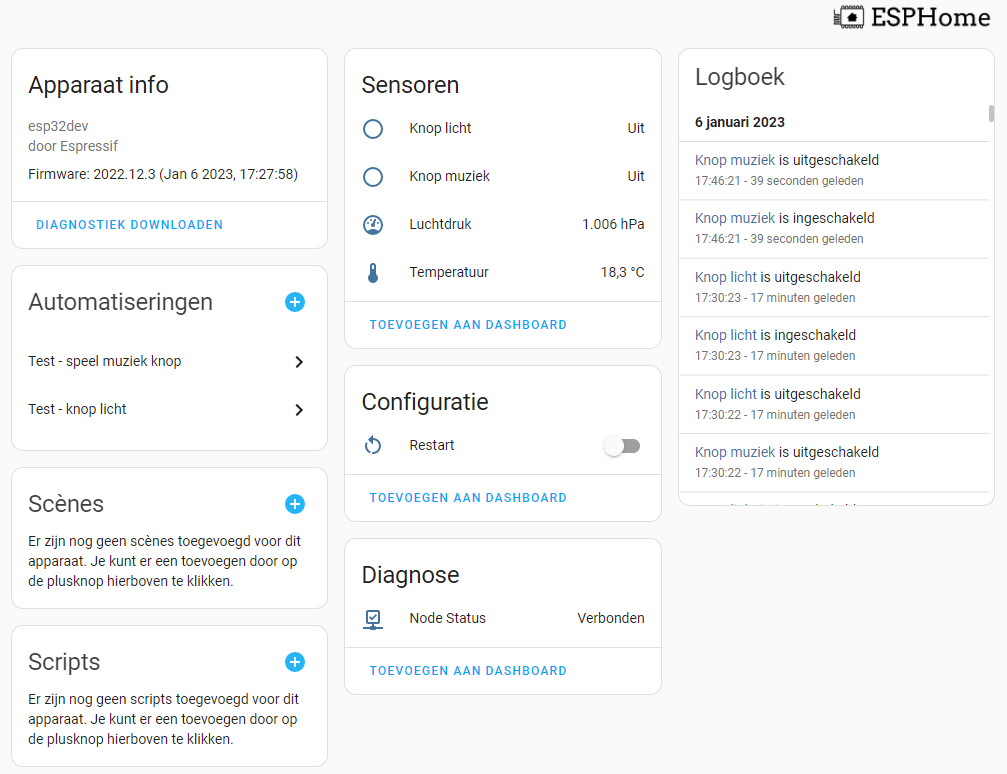 ESPHome
Apparaat info
esp32dev
door Espressif
Firmware: 2022.12.3 (Jan 6 2023, 17:27:58)
DIAGNOSTIEK DOWNLOADEN
Automatiseringen
Test - speel muziek knop
Test - knop licht
Scènes
Er zijn nog geen scènes toegevoegd voor dit
apparaat. Je kunt er een toevoegen door op
de plusknop hierboven te klikken.
Scripts
Er zijn nog geen scripts toegevoegd voor dit
apparaat. Je kunt er een toevoegen door op
de plusknop hierboven te klikken.
Sensoren
Knop licht Uit
Knop muziek Uit
Luchtdruk 1.006 hPa
Temperatuur 18,3 °C
TOEVOEGEN AAN DASHBOARD
Configuratie
Restart
TOEVOEGEN AAN DASHBOARD
Diagnose
Node Status Verbonden
TOEVOEGEN AAN DASHBOARD
Logboek
6 januari 2023
Knop muziek is uitgeschakeld
17:46:21 - 39 seconden geleden
Knop muziek is ingeschakeld
17:46:21 - 39 seconden geleden
Knop licht is uitgeschakeld
17:30:23 - 17 minuten geleden
Knop licht is ingeschakeld
17:30:23 - 17 minuten geleden
Knop licht is uitgeschakeld
17:30:22 - 17 minuten geleden
Knop muziek is uitgeschakeld
17:30:22 - 17 minuten geleden